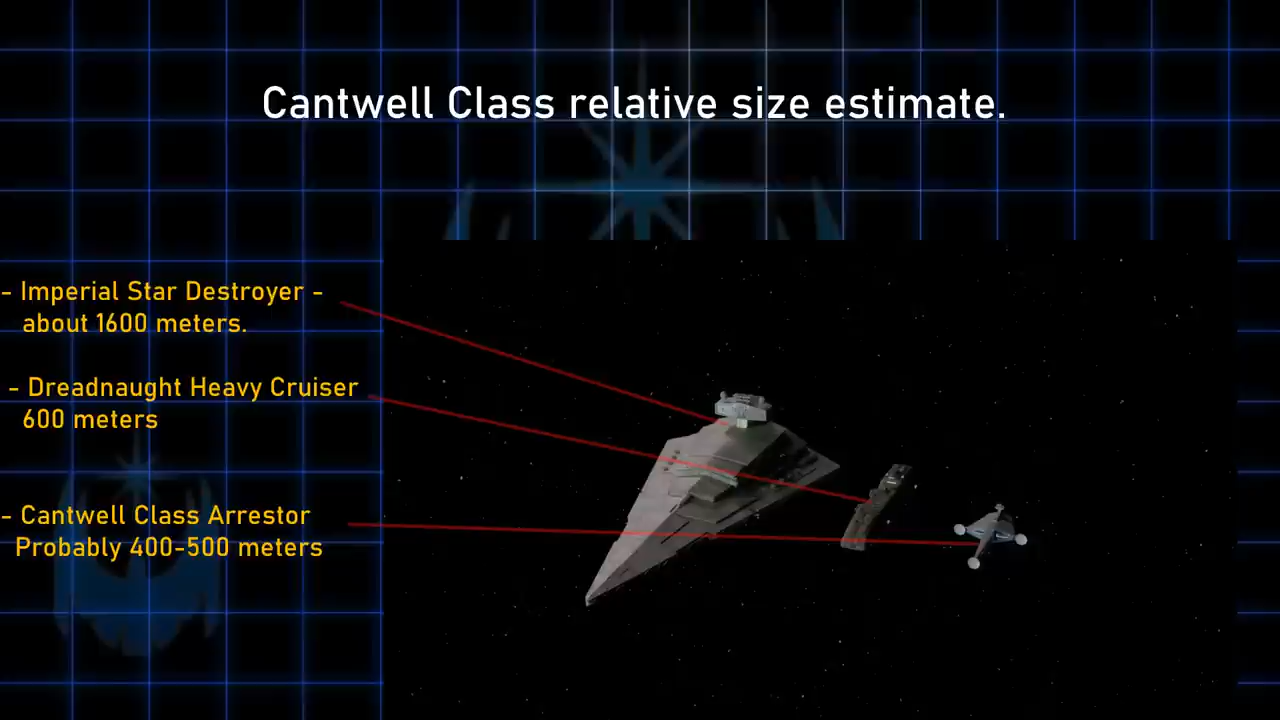 Cantwell Class relative size estimate.
- Imperial Star Destroyer -
about 1600 meters.
- Dreadnaught Heavy Cruiser
600 meters
- Cantwell Class Arrestor
Probably 400-500 meters